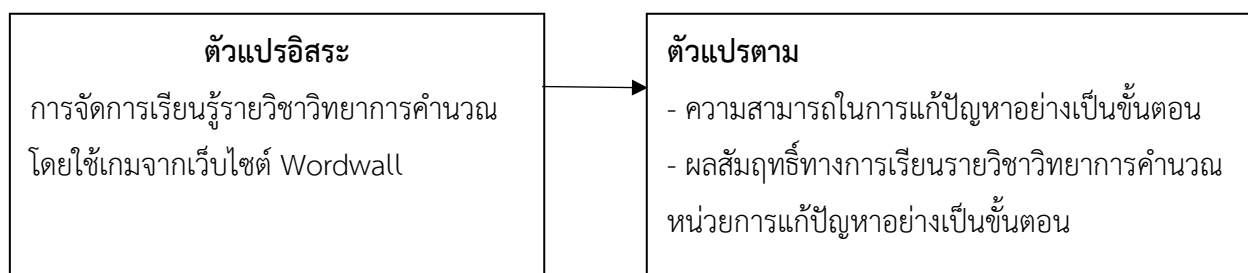 ตัวแปรอิสระ
การจัดการเรียนรู้รายวิชาวิทยาการคำนวณ
โดยใช้เกมจากเว็บไซต์ Wordwall
ตัวแปรตาม
- ความสามารถในการแก้ปัญหาอย่างเป็นขั้นตอน
- ผลสัมฤทธิ์ทางการเรียนรายวิชาวิทยาการคำนวณ
หน่วยการแก้ปัญหาอย่างเป็นขั้นตอน